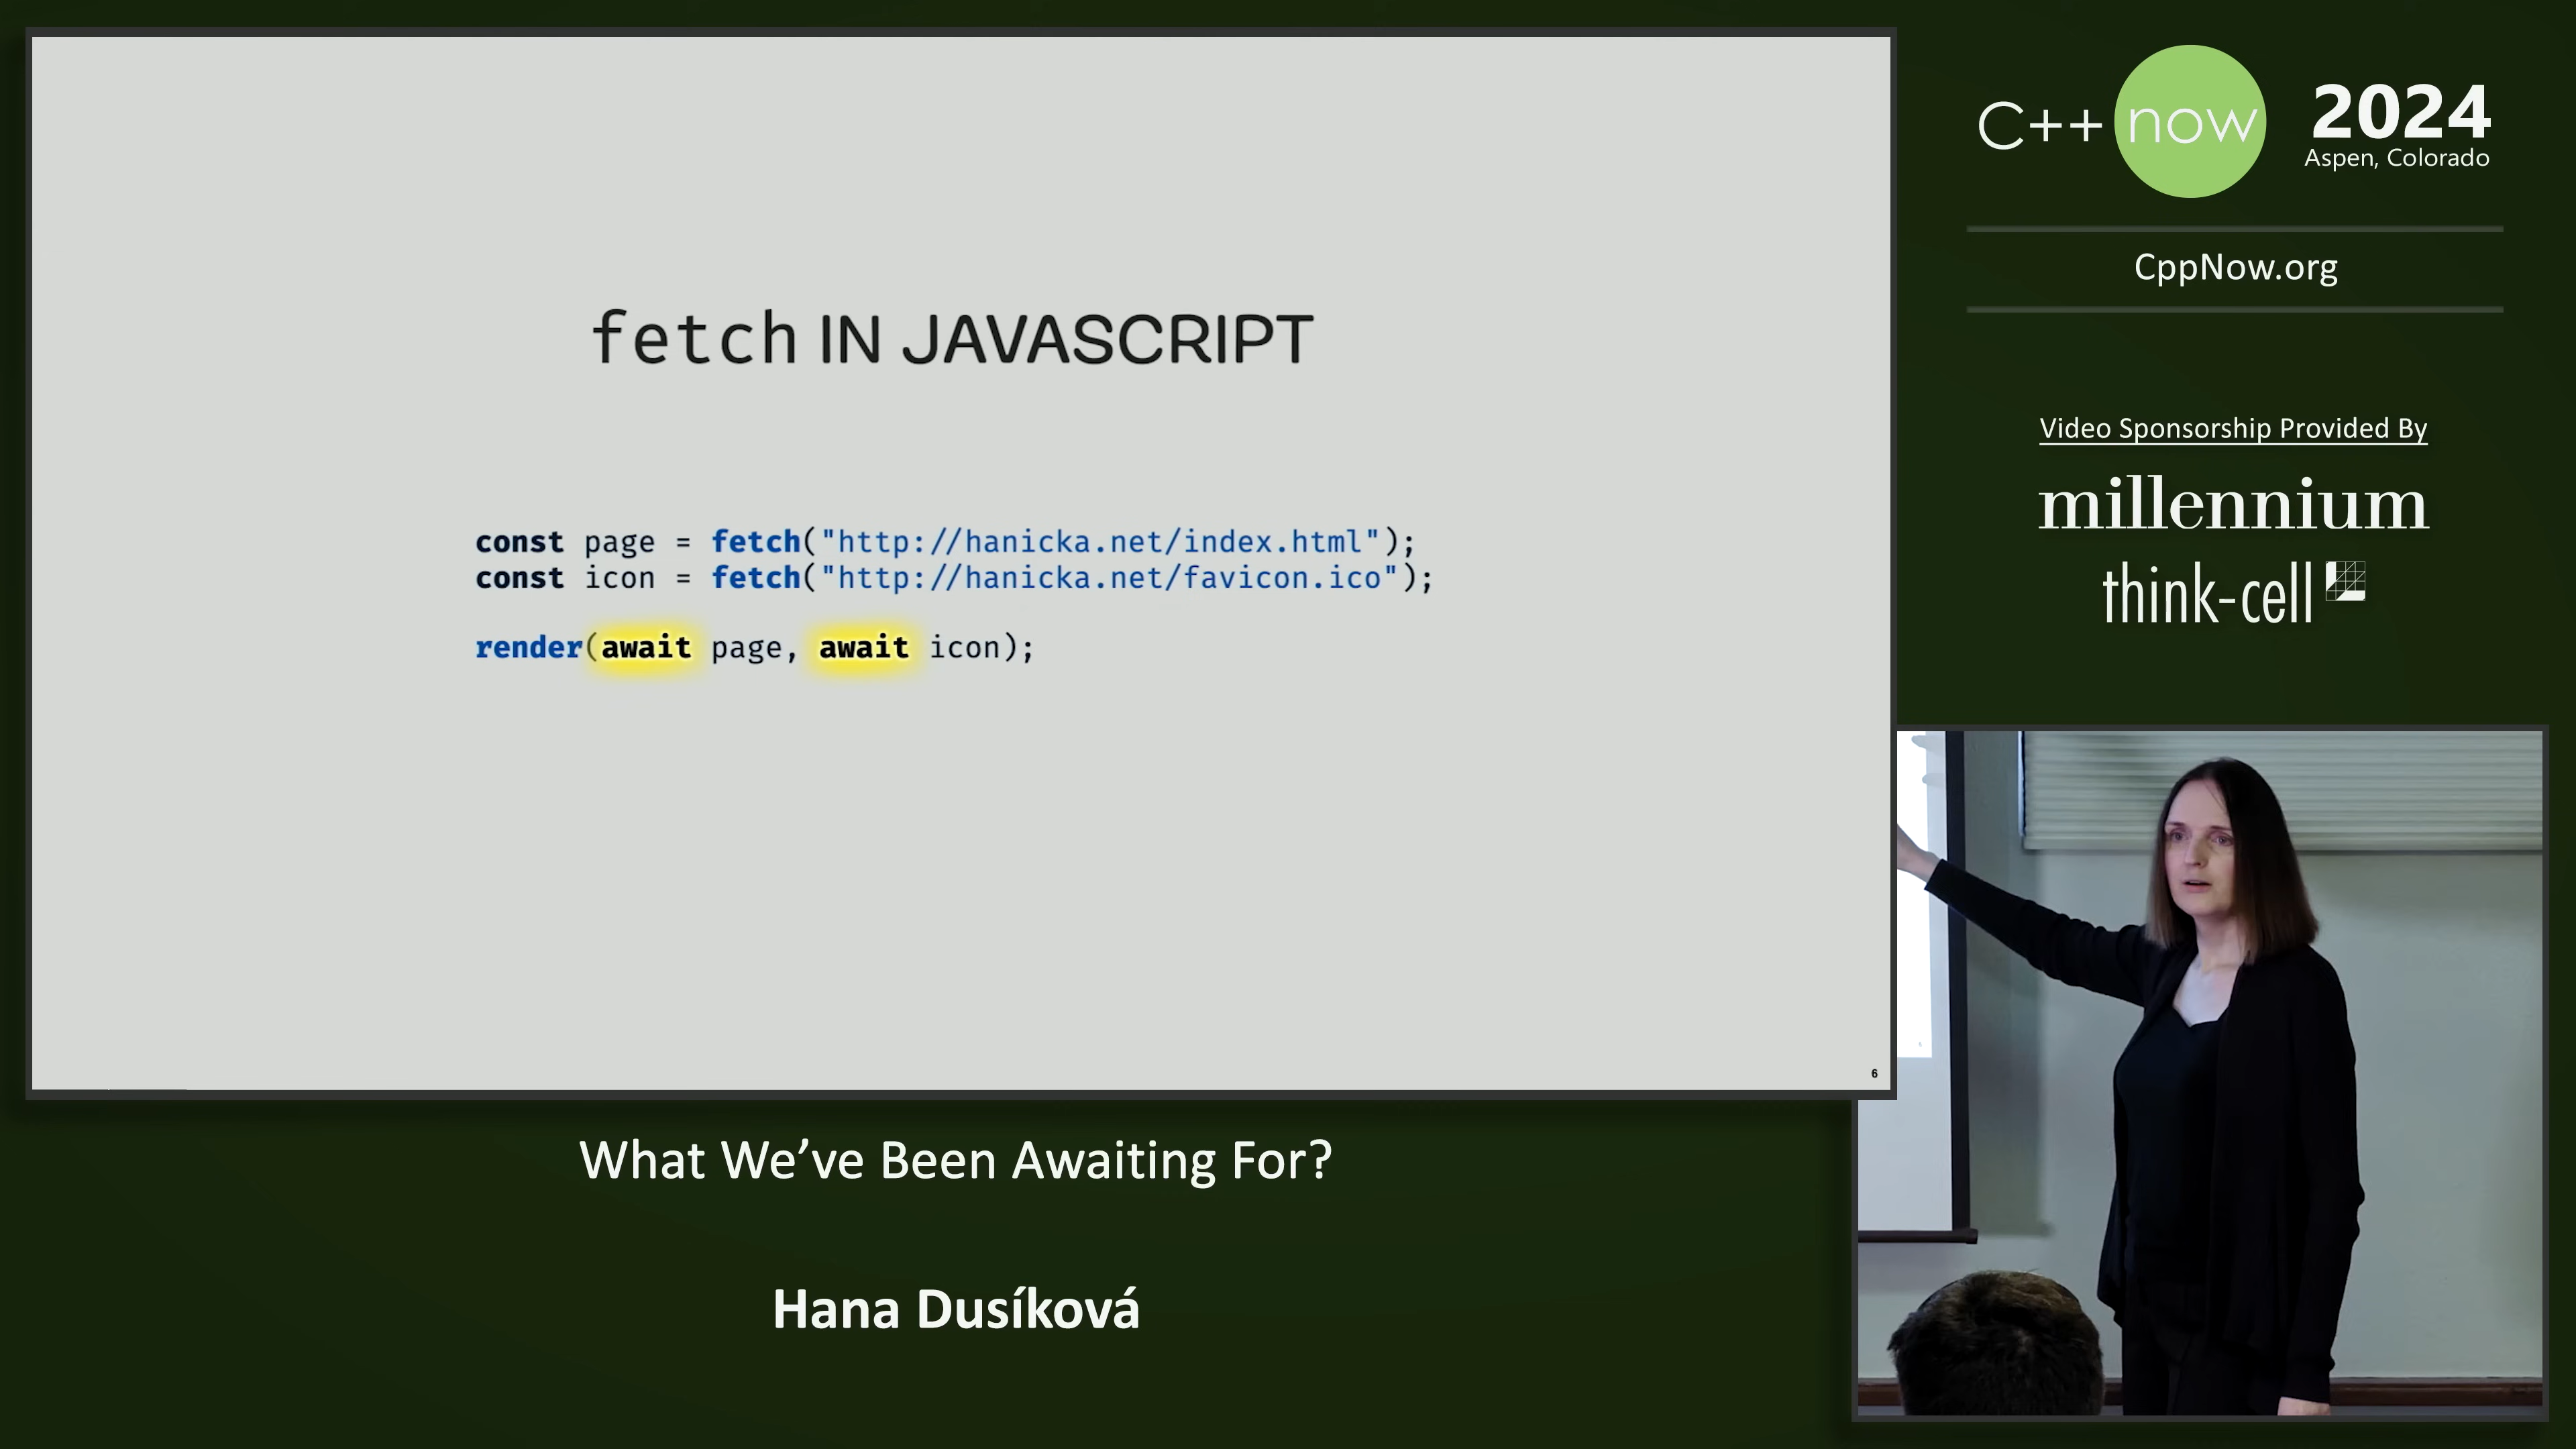 fetch IN JAVASCRIPT
const page = fetch("http://hanicka.net/index.html");
const icon = fetch("http://hanicka.net/favicon.ico");
render(await page, await icon);
6
What We’ve Been Awaiting For?
Hana Dusíková
C++ now 2024
Aspen, Colorado
CppNow.org
Video Sponsorship Provided By
millennium
think-cell